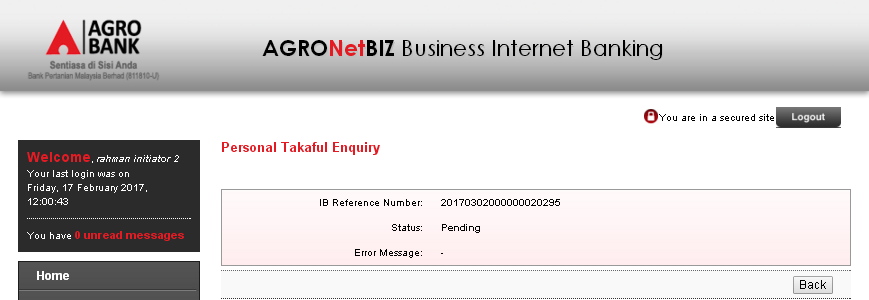 AGRO
BANK
Sentiasa di Sisi Anda
Bank Pertanian Malaysia Berhad (811810-U)
AGRONetBIZ Business Internet Banking
You are in a secured site
Logout
Welcome, rahman initiator 2
Your last login was on
Friday, 17 February 2017,
12:00:43
You have 0 unread messages
Home
Personal Takaful Enquiry
IB Reference Number: 20170302000000020295
Status: Pending
Error Message: -
Back